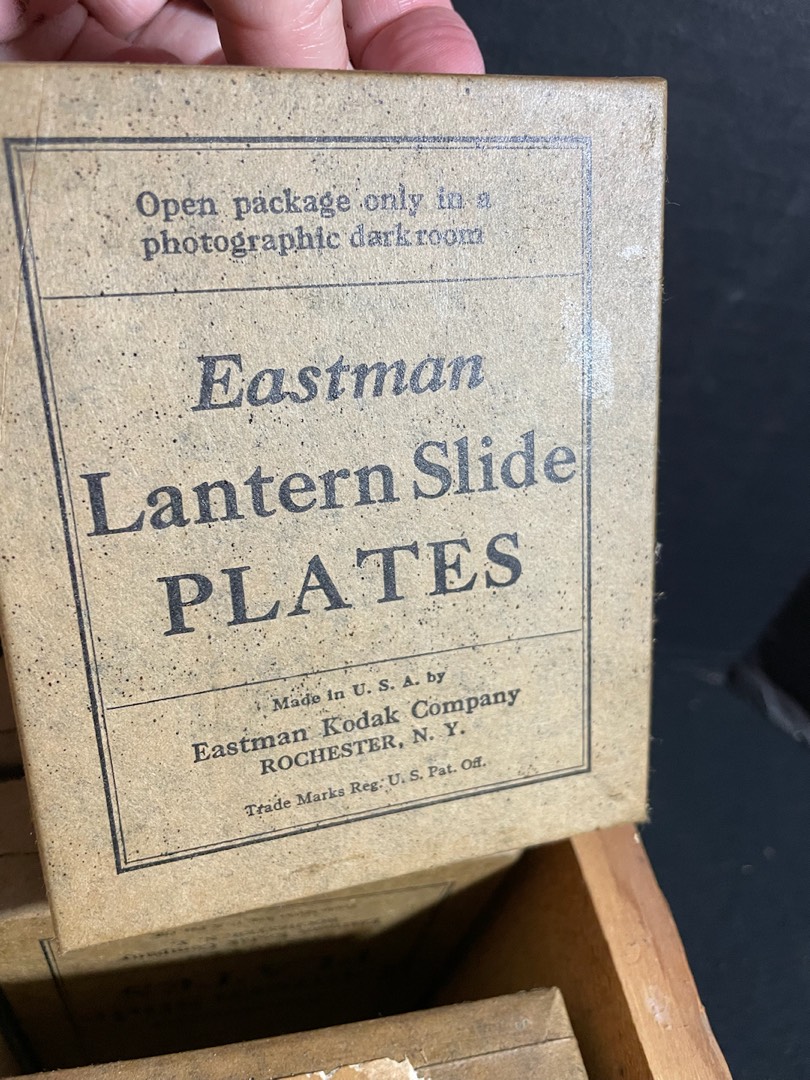 Open package only in a
photographic darkroom
Eastman
Lantern Slide
PLATES
Made in U. S. A. by
Eastman Kodak Company
ROCHESTER, N. Y.
Trade Marks Reg. U. S. Pat. Off.